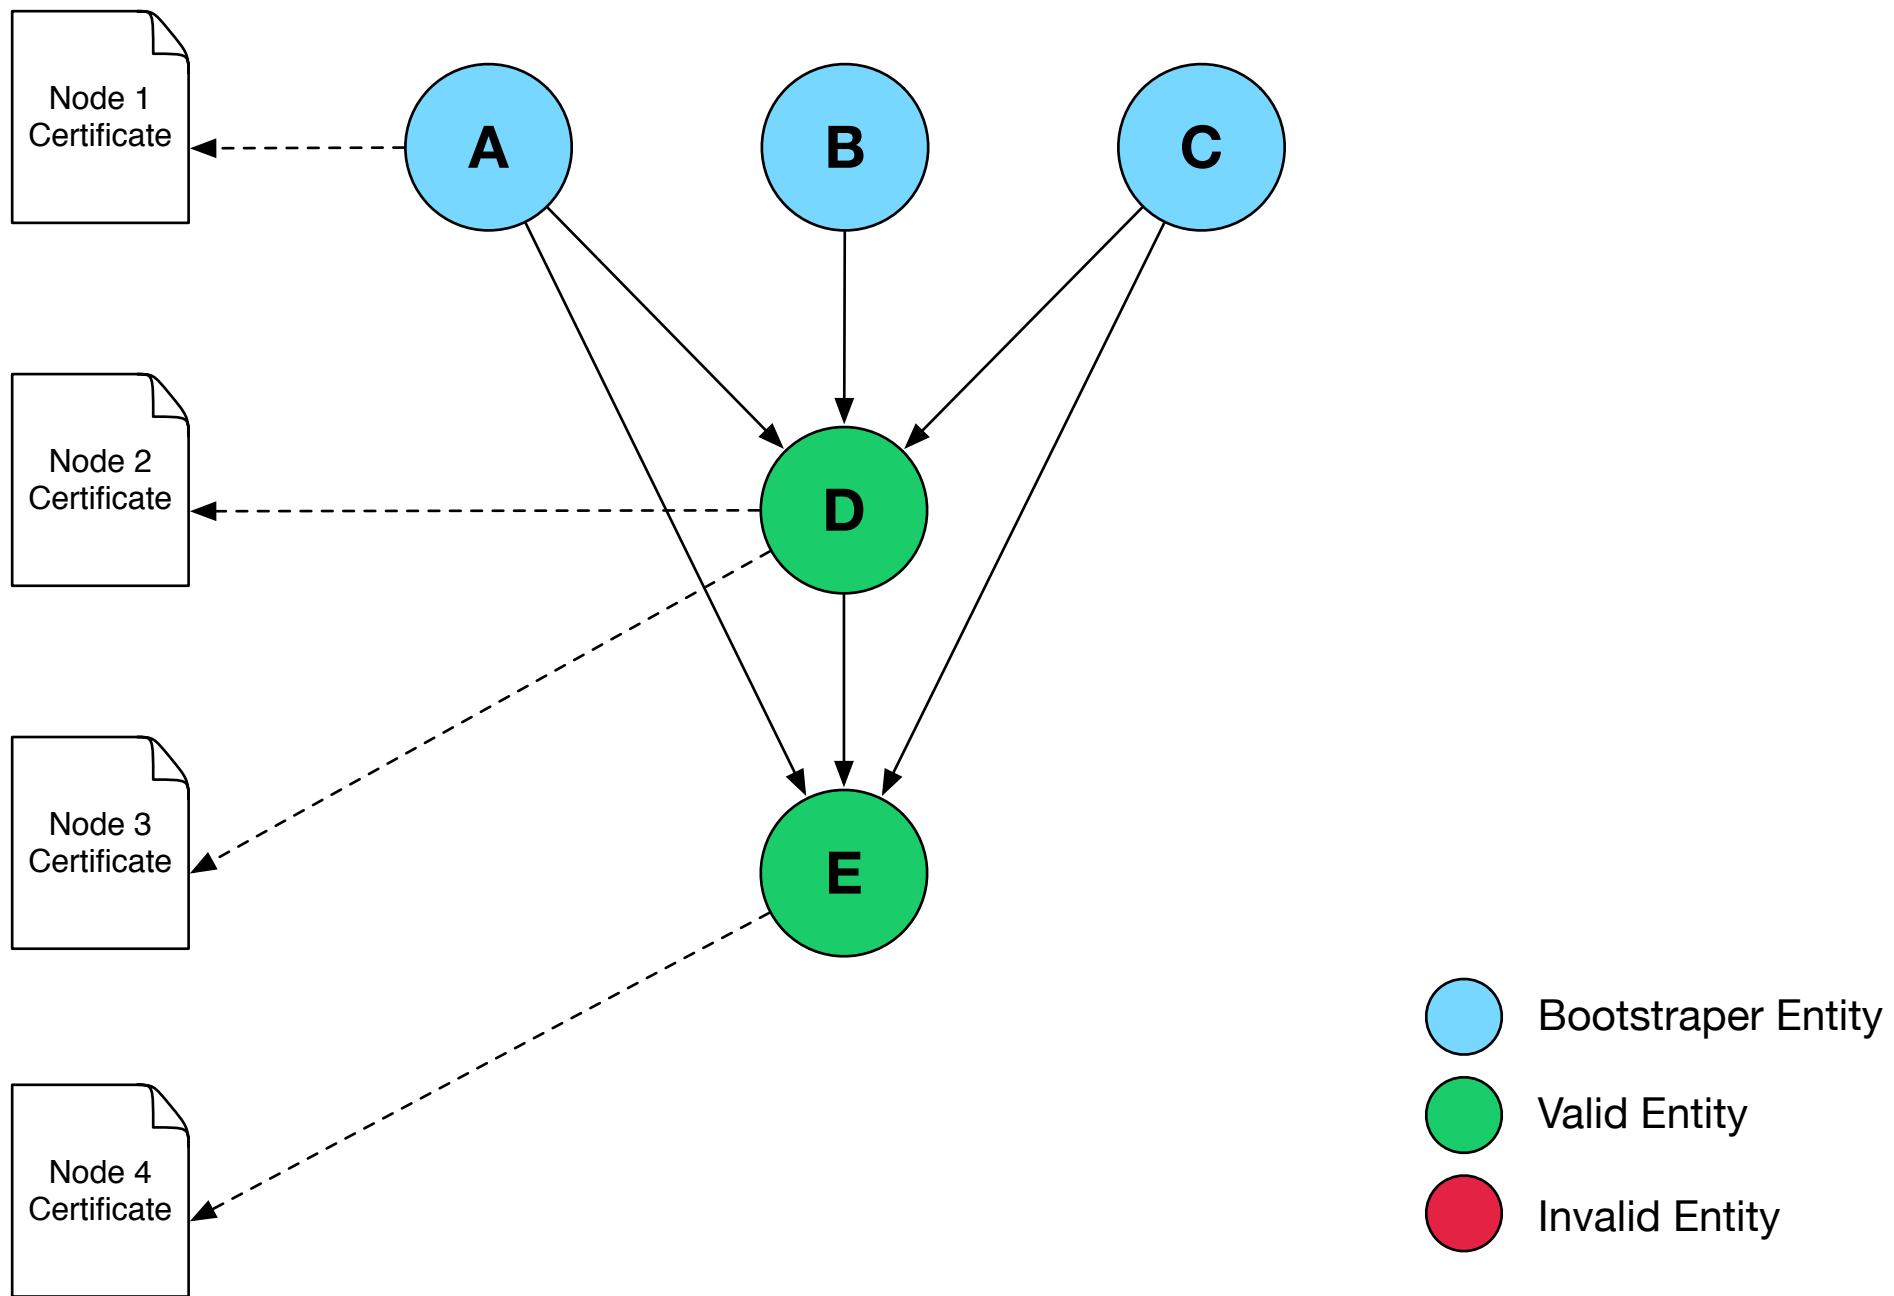 Node 1
Certificate
A
B
C
Node 2
Certificate
D
Node 3
Certificate
E
Node 4
Certificate
Bootstraper Entity
Valid Entity
Invalid Entity